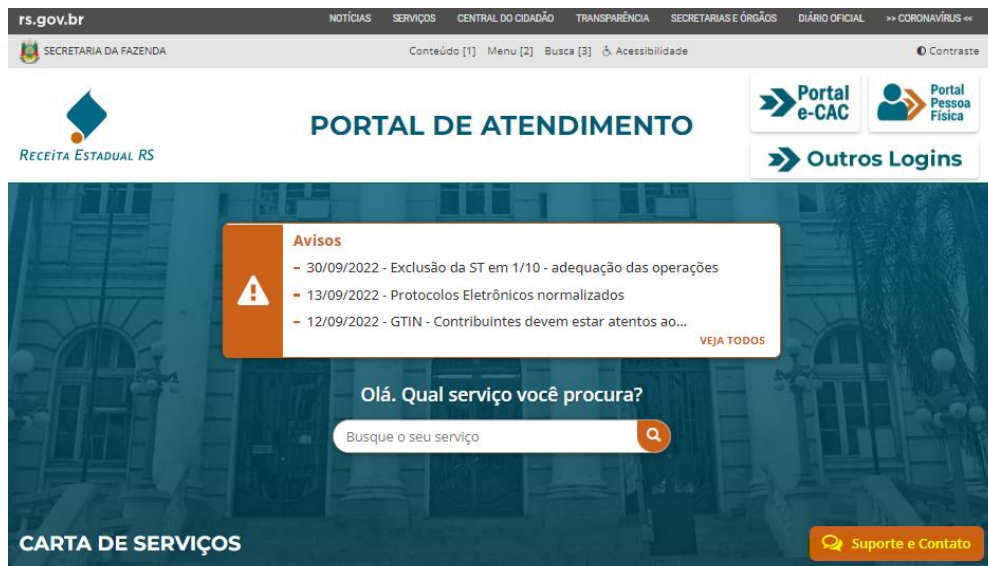 rs.gov.br NOTÍCIAS SERVIÇOS CENTRAL DO CIDADÃO TRANSPARÊNCIA SECRETARIAS E ÓRGÃOS DIÁRIO OFICIAL >> CORONAVÍRUS <<
SECRETARIA DA FAZENDA Conteúdo [1] Menu [2] Busca [3] Acessibilidade Contraste
RECEITA ESTADUAL RS
PORTAL DE ATENDIMENTO
Portal
e-CAC
Portal
Pessoa
Física
Outros Logins
Avisos
- 30/09/2022 - Exclusão da ST em 1/10 - adequação das operações
- 13/09/2022 - Protocolos Eletrônicos normalizados
- 12/09/2022 - GTIN - Contribuintes devem estar atentos ao...
VEJA TODOS
Olá. Qual serviço você procura?
Busque o seu serviço
CARTA DE SERVIÇOS
Suporte e Contato